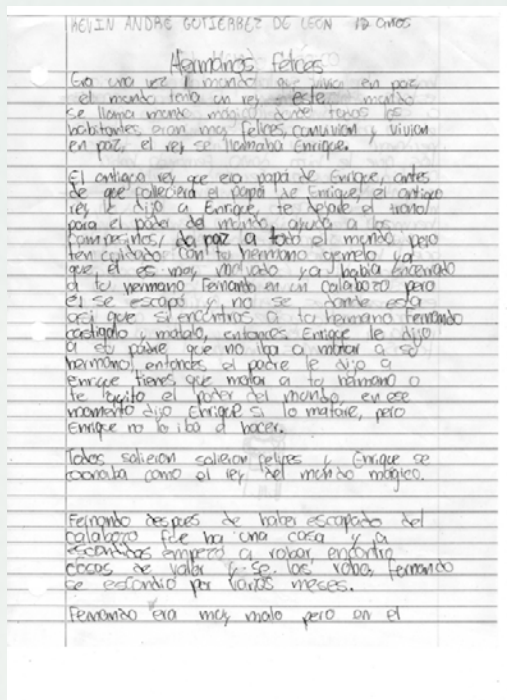 KEVIN ANDRE GUTIERREZ DE LEON 12 años
Hermanos felices
Era una vez 1 mundo que vivia en paz,
el mundo tenia un rey este mundo
se llama mundo magico donde todos los
habitantes eran muy felices, comvivian y vivian
en paz, el rey se llamaba Enrique.
El antiguo rey que era papá de Enrique, antes
de que falleciera el papá de Enrique, el antiguo
rey le dijo a Enrique, te dejare el trono
para el poder del mundo, ayuda a los
campesinos, da paz a todo el mundo pero
ten cuidado con tu hermano gemelo ya
que, el es muy malvado ya habia encerrado
a tu hermano Fernando en un calabozo pero
el se escapó y no se donde esta
asi que si encontras a tu hermano Fernando
castigalo y matalo, entonces Enrique le dijo
a su padre que no iba a matar a su
hermano, entonces el padre le dijo a
enrique tienes que matar a tu hermano o
te quito el poder del mundo, en ese
momento dijo Enrique si lo matare, pero
Enrique no lo iba a hacer.
Todos salieron salieron felices y Enrique se
coronaba como el rey del mundo magico.
Fernando despues de haber escapado del
calabozo fue ha una casa y a
escondidas empezó a robar, encontro
cocas de valor y se las robo, fernando
se escondio por varios meses.
Fernando era muy malo pero en el